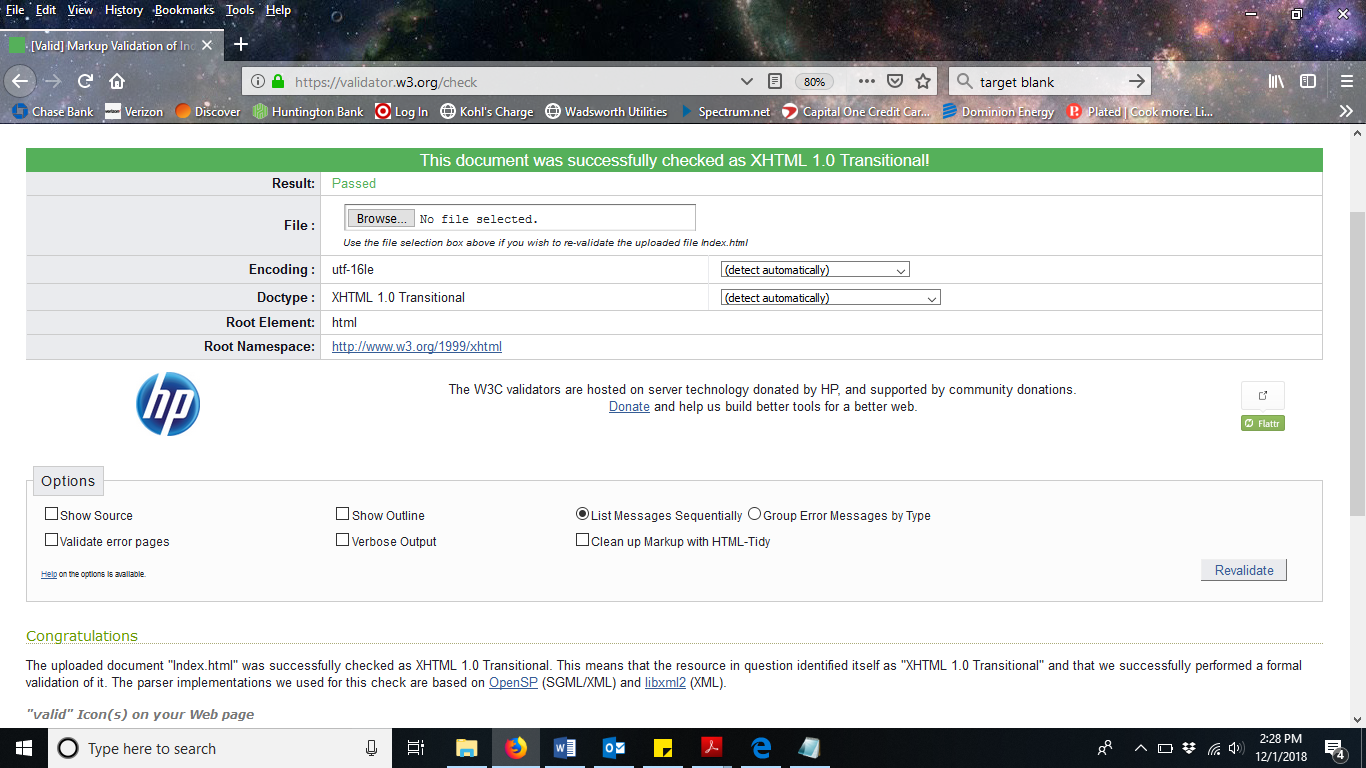 File Edit View History Bookmarks Tools Help
[Valid] Markup Validation of Ind
https://validator.w3.org/check
80%
target blank
Chase Bank Verizon Discover Huntington Bank Log In Kohl's Charge Wadsworth Utilities Spectrum.net Capital One Credit Car... Dominion Energy Plated | Cook more. Li...
This document was successfully checked as XHTML 1.0 Transitional!
Result: Passed
File : Browse... No file selected.
Use the file selection box above if you wish to re-validate the uploaded file Index.html
Encoding : utf-16le (detect automatically)
Doctype : XHTML 1.0 Transitional (detect automatically)
Root Element: html
Root Namespace: http://www.w3.org/1999/xhtml
hp
The W3C validators are hosted on server technology donated by HP, and supported by community donations.
Donate and help us build better tools for a better web.
Flattr
Options
Show Source Show Outline List Messages Sequentially Group Error Messages by Type
Validate error pages Verbose Output Clean up Markup with HTML-Tidy
Help on the options is available.
Revalidate
Congratulations
The uploaded document "Index.html" was successfully checked as XHTML 1.0 Transitional. This means that the resource in question identified itself as "XHTML 1.0 Transitional" and that we successfully performed a formal
validation of it. The parser implementations we used for this check are based on OpenSP (SGML/XML) and libxml2 (XML).
"valid" Icon(s) on your Web page
Type here to search
2:28 PM
12/1/2018
4